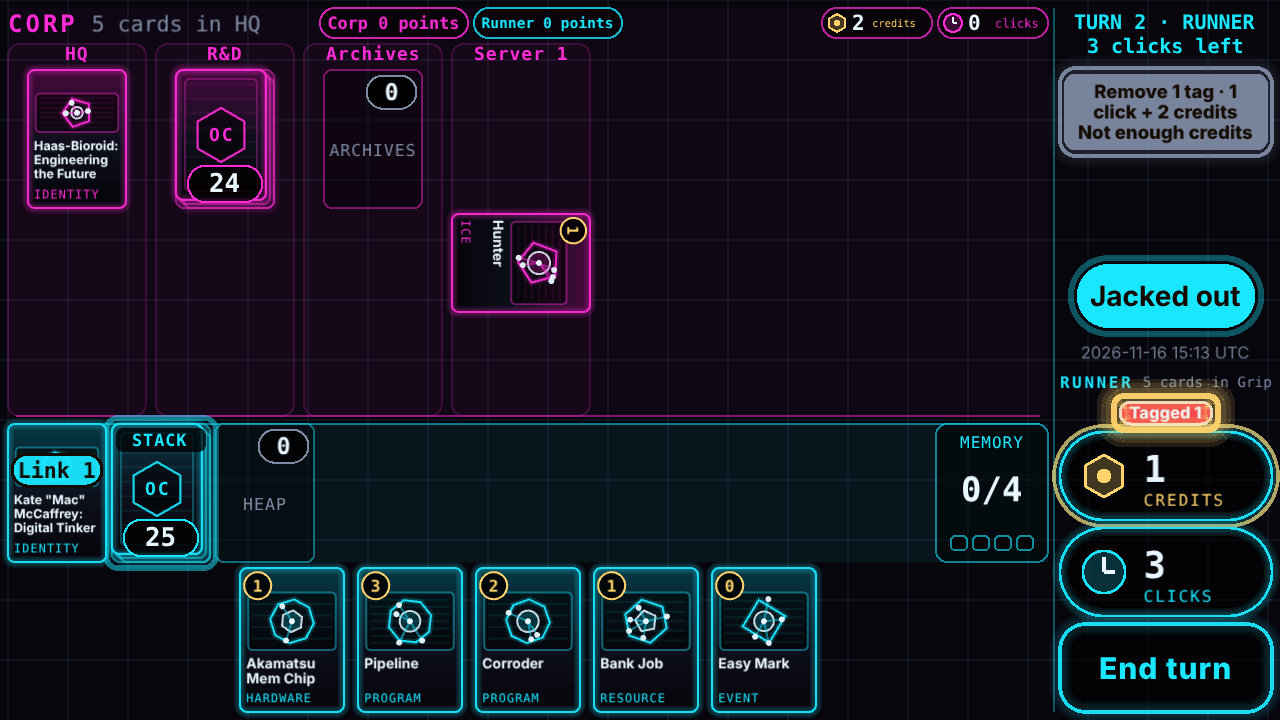 CORP 5 cards in HQ
Corp 0 points
Runner 0 points
2 credits
0 clicks
TURN 2 · RUNNER
3 clicks left
Remove 1 tag · 1
click + 2 credits
Not enough credits
HQ
R&D
Archives
Server 1
Haas-Bioroid:
Engineering
the Future
IDENTITY
OC
24
0
ARCHIVES
1
Hunter
ICE
Jacked out
2026-11-16 15:13 UTC
RUNNER 5 cards in Grip
Tagged 1
1
CREDITS
3
CLICKS
End turn
Link 1
Kate "Mac"
McCaffrey:
Digital Tinker
IDENTITY
STACK
OC
25
0
HEAP
MEMORY
0/4
1
Akamatsu
Mem Chip
HARDWARE
3
Pipeline
PROGRAM
2
Corroder
PROGRAM
1
Bank Job
RESOURCE
0
Easy Mark
EVENT